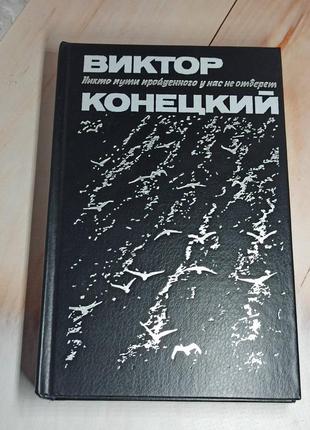 ВИКТОР
Никто пути пройденного у нас не отберет
КОНЕЦКИЙ